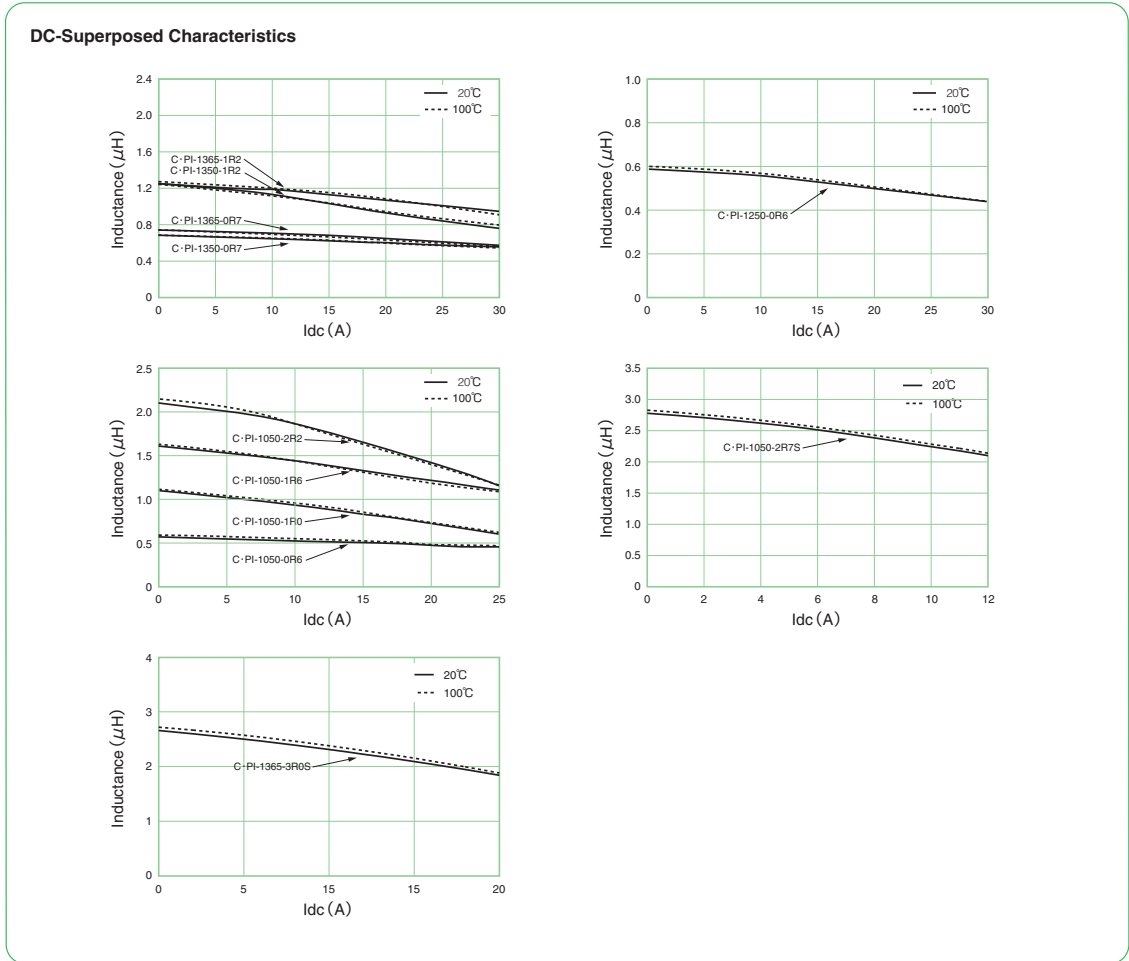 DC-Superposed Characteristics
Inductance (μH)
2.4
2.0
1.6
1.2
0.8
0.4
0
20℃
100℃
C·PI-1365-1R2
C·PI-1350-1R2
C·PI-1365-0R7
C·PI-1350-0R7
0 5 10 15 20 25 30
Idc (A)
Inductance (μH)
1.0
0.8
0.6
0.4
0.2
0
20℃
100℃
C·PI-1250-0R6
0 5 10 15 20 25 30
Idc (A)
Inductance (μH)
2.5
2.0
1.5
1.0
0.5
0
20℃
100℃
C·PI-1050-2R2
C·PI-1050-1R6
C·PI-1050-1R0
C·PI-1050-0R6
0 5 10 15 20 25
Idc (A)
Inductance (μH)
3.5
3.0
2.5
2.0
1.5
1.0
0.5
0
20℃
100℃
C·PI-1050-2R7S
0 2 4 6 8 10 12
Idc (A)
Inductance (μH)
4
3
2
1
0
20℃
100℃
C·PI-1365-3R0S
0 5 15 15 20
Idc (A)